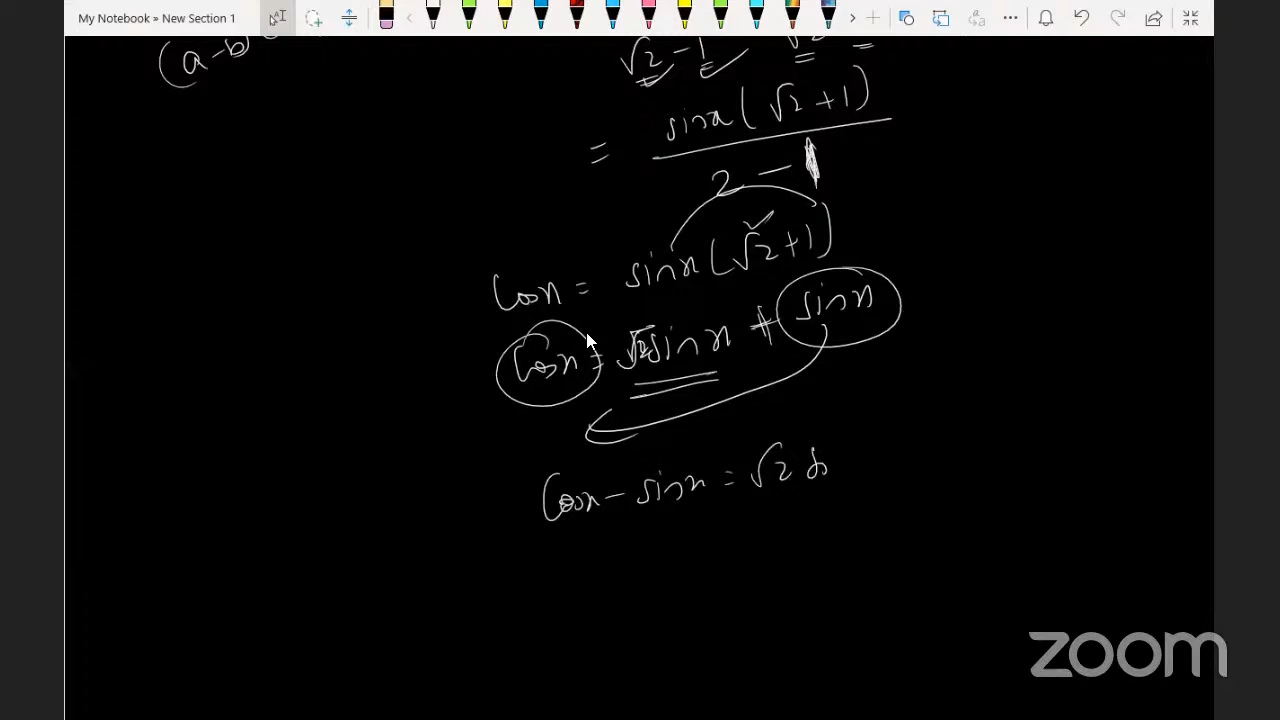 My Notebook » New Section 1
(a-b)
√2 - 1 √2
= sinx(√2+1)
2 - 1
Cosx = sinx(√2+1)
Cosx = √2sinx + sinx
Cosx - sinx = √2 s
zoom